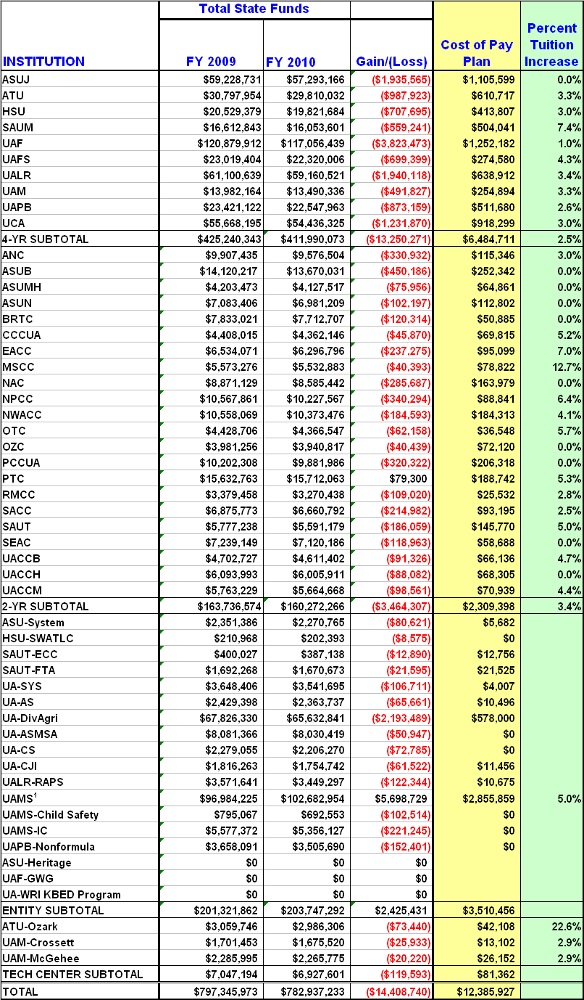 Total State Funds
INSTITUTION FY 2009 FY 2010 Gain/(Loss) Cost of Pay Plan Percent Tuition Increase
ASUJ $59,228,731 $57,293,166 ($1,935,565) $1,105,599 0.0%
ATU $30,797,954 $29,810,032 ($987,923) $610,717 3.3%
HSU $20,529,379 $19,821,684 ($707,695) $413,807 3.0%
SAUM $16,612,843 $16,053,601 ($559,241) $504,041 7.4%
UAF $120,879,912 $117,056,439 ($3,823,473) $1,252,182 1.0%
UAFS $23,019,404 $22,320,006 ($699,399) $274,580 4.3%
UALR $61,100,639 $59,160,521 ($1,940,118) $638,912 3.4%
UAM $13,982,164 $13,490,336 ($491,827) $254,894 3.3%
UAPB $23,421,122 $22,547,963 ($873,159) $511,680 2.6%
UCA $55,668,195 $54,436,325 ($1,231,870) $918,299 3.0%
4-YR SUBTOTAL $425,240,343 $411,990,073 ($13,250,271) $6,484,711 2.5%
ANC $9,907,435 $9,576,504 ($330,932) $115,346 3.0%
ASUB $14,120,217 $13,670,031 ($450,186) $252,342 0.0%
ASUMH $4,203,473 $4,127,517 ($75,956) $64,861 0.0%
ASUN $7,083,406 $6,981,209 ($102,197) $112,802 0.0%
BRTC $7,833,021 $7,712,707 ($120,314) $50,885 0.0%
CCCUA $4,408,015 $4,362,146 ($45,870) $69,815 5.2%
EACC $6,534,071 $6,296,796 ($237,275) $95,099 7.0%
MSCC $5,573,276 $5,532,883 ($40,393) $78,822 12.7%
NAC $8,871,129 $8,585,442 ($285,687) $163,979 0.0%
NPCC $10,567,861 $10,227,567 ($340,294) $88,841 6.4%
NWACC $10,558,069 $10,373,476 ($184,593) $184,313 4.1%
OTC $4,428,706 $4,366,547 ($62,158) $36,548 5.7%
OZC $3,981,256 $3,940,817 ($40,439) $72,120 0.0%
PCCUA $10,202,308 $9,881,986 ($320,322) $206,318 0.0%
PTC $15,632,763 $15,712,063 $79,300 $188,742 5.3%
RMCC $3,379,458 $3,270,438 ($109,020) $25,532 2.8%
SACC $6,875,773 $6,660,792 ($214,982) $93,195 2.5%
SAUT $5,777,238 $5,591,179 ($186,059) $145,770 5.0%
SEAC $7,239,149 $7,120,186 ($118,963) $58,688 0.0%
UACCB $4,702,727 $4,611,402 ($91,326) $66,136 4.7%
UACCH $6,093,993 $6,005,911 ($88,082) $68,305 0.0%
UACCM $5,763,229 $5,664,668 ($98,561) $70,939 4.4%
2-YR SUBTOTAL $163,736,574 $160,272,266 ($3,464,307) $2,309,398 3.4%
ASU-System $2,351,386 $2,270,765 ($80,621) $5,682
HSU-SWATLC $210,968 $202,393 ($8,575) $0
SAUT-ECC $400,027 $387,138 ($12,890) $12,756
SAUT-FTA $1,692,268 $1,670,673 ($21,595) $21,525
UA-SYS $3,648,406 $3,541,695 ($106,711) $4,007
UA-AS $2,429,398 $2,363,737 ($65,661) $10,496
UA-DivAgri $67,826,330 $65,632,841 ($2,193,489) $578,000
UA-ASMSA $8,081,366 $8,030,419 ($50,947) $0
UA-CS $2,279,055 $2,206,270 ($72,785) $0
UA-CJI $1,816,263 $1,754,742 ($61,522) $11,456
UALR-RAPS $3,571,641 $3,449,297 ($122,344) $10,675
UAMS¹ $96,984,225 $102,682,954 $5,698,729 $2,855,859 5.0%
UAMS-Child Safety $795,067 $692,553 ($102,514) $0
UAMS-IC $5,577,372 $5,356,127 ($221,245) $0
UAPB-Nonformula $3,658,091 $3,505,690 ($152,401) $0
ASU-Heritage $0 $0 $0
UAF-GWG $0 $0 $0
UA-WRI KBED Program $0 $0 $0
ENTITY SUBTOTAL $201,321,862 $203,747,292 $2,425,431 $3,510,456
ATU-Ozark $3,059,746 $2,986,306 ($73,440) $42,108 22.6%
UAM-Crossett $1,701,453 $1,675,520 ($25,933) $13,102 2.9%
UAM-McGehee $2,285,995 $2,265,775 ($20,220) $26,152 2.9%
TECH CENTER SUBTOTAL $7,047,194 $6,927,601 ($119,593) $81,362
TOTAL $797,345,973 $782,937,233 ($14,408,740) $12,385,927